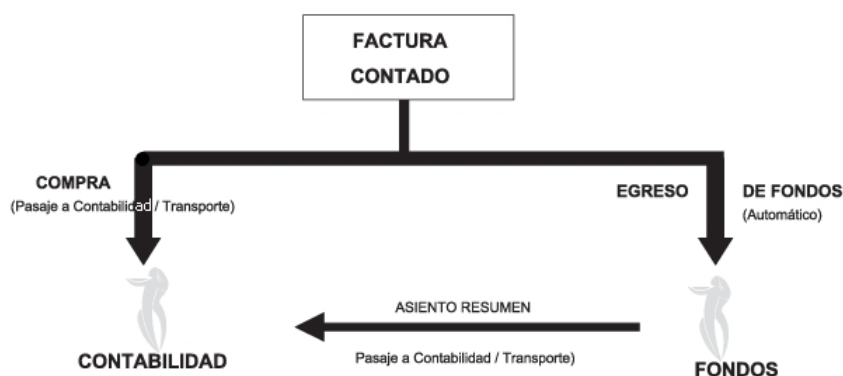 FACTURA
CONTADO
COMPRA
(Pasaje a Contabilidad / Transporte)
EGRESO DE FONDOS
(Automático)
ASIENTO RESUMEN
Pasaje a Contabilidad / Transporte)
CONTABILIDAD
FONDOS